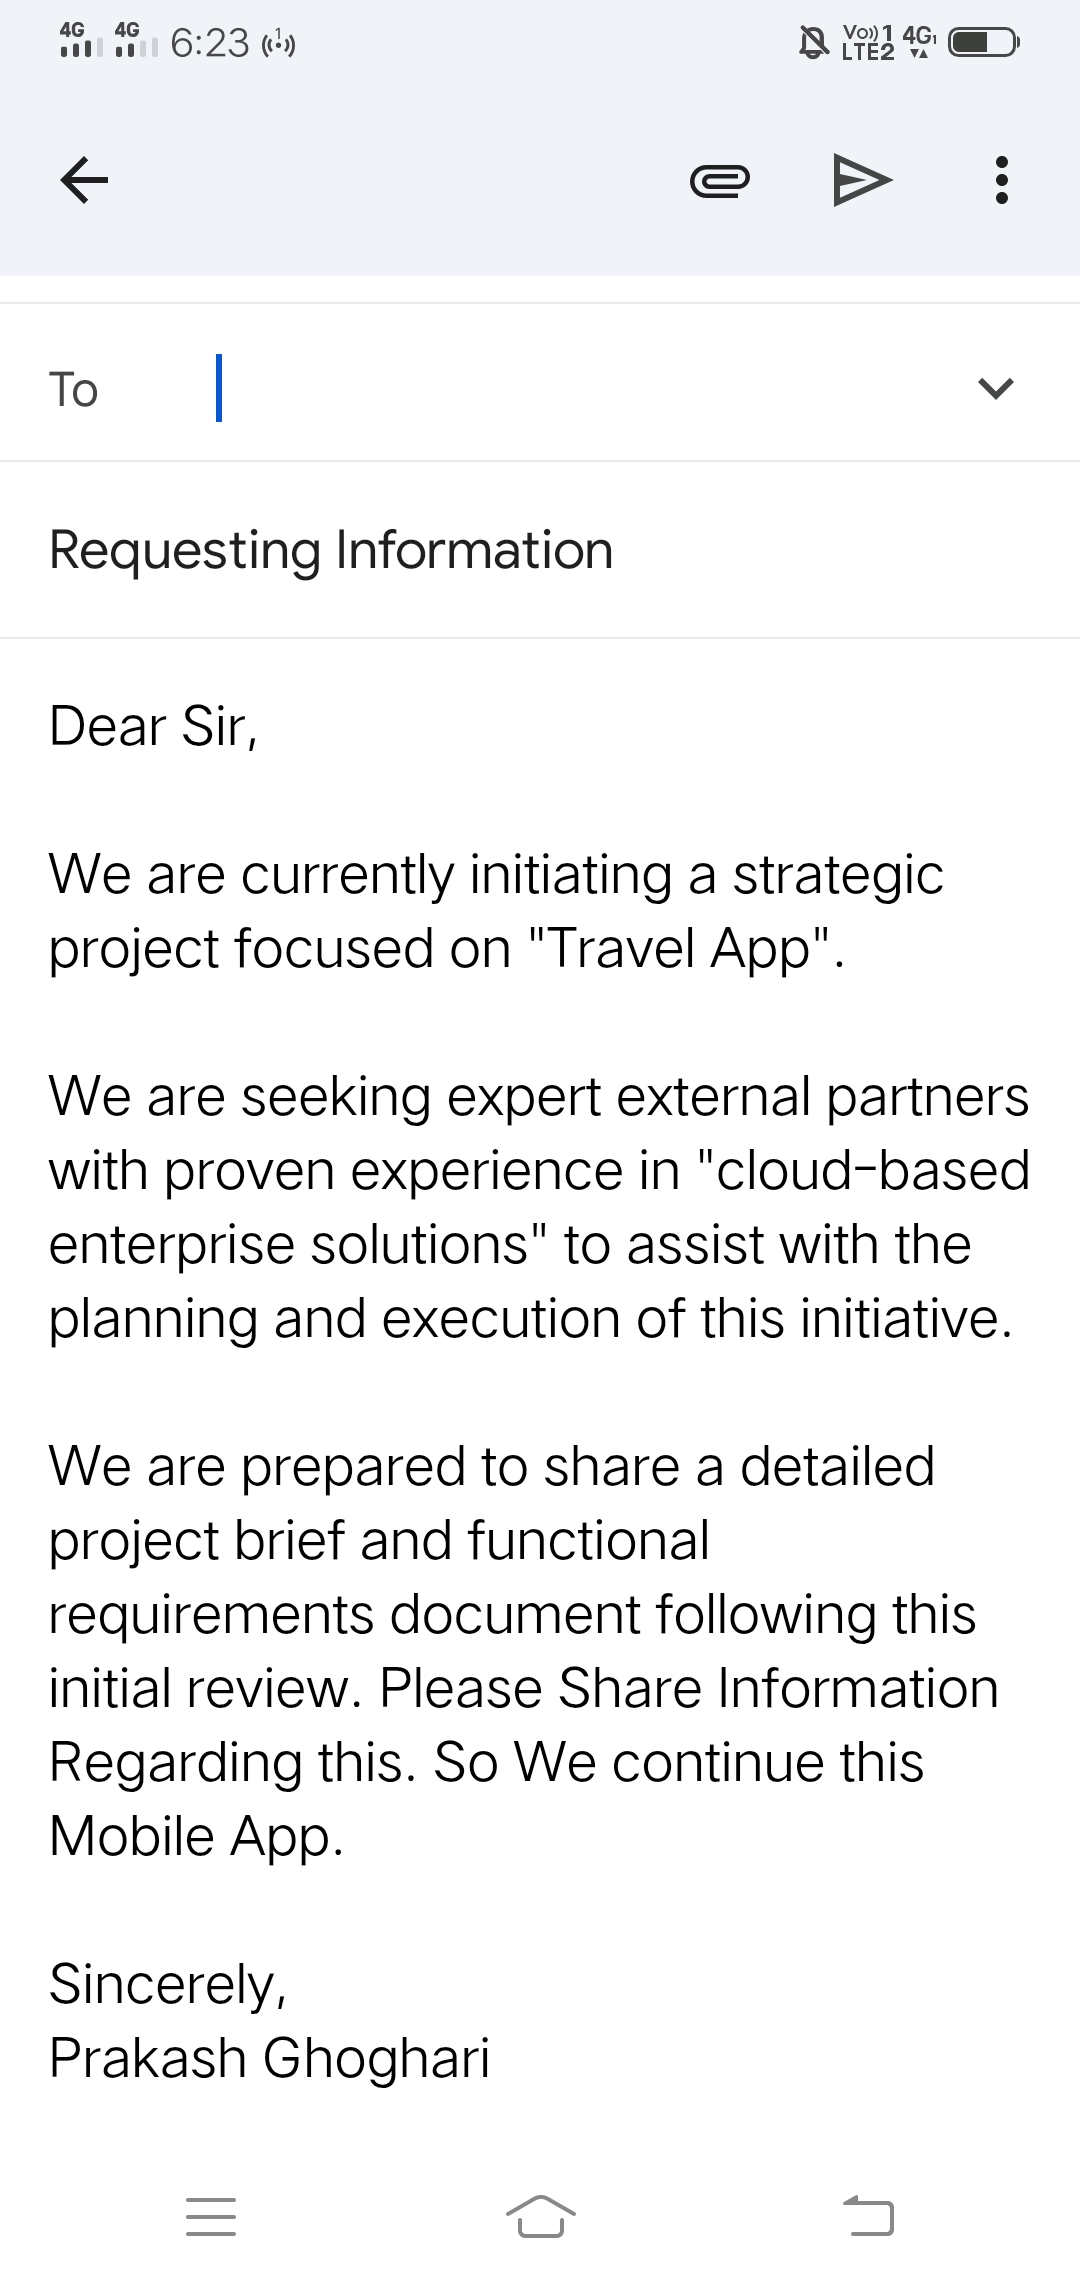 4G 4G 6:23
Vo)) 1 4G1
LTE2
To
Requesting Information
Dear Sir,
We are currently initiating a strategic
project focused on "Travel App".
We are seeking expert external partners
with proven experience in "cloud-based
enterprise solutions" to assist with the
planning and execution of this initiative.
We are prepared to share a detailed
project brief and functional
requirements document following this
initial review. Please Share Information
Regarding this. So We continue this
Mobile App.
Sincerely,
Prakash Ghoghari